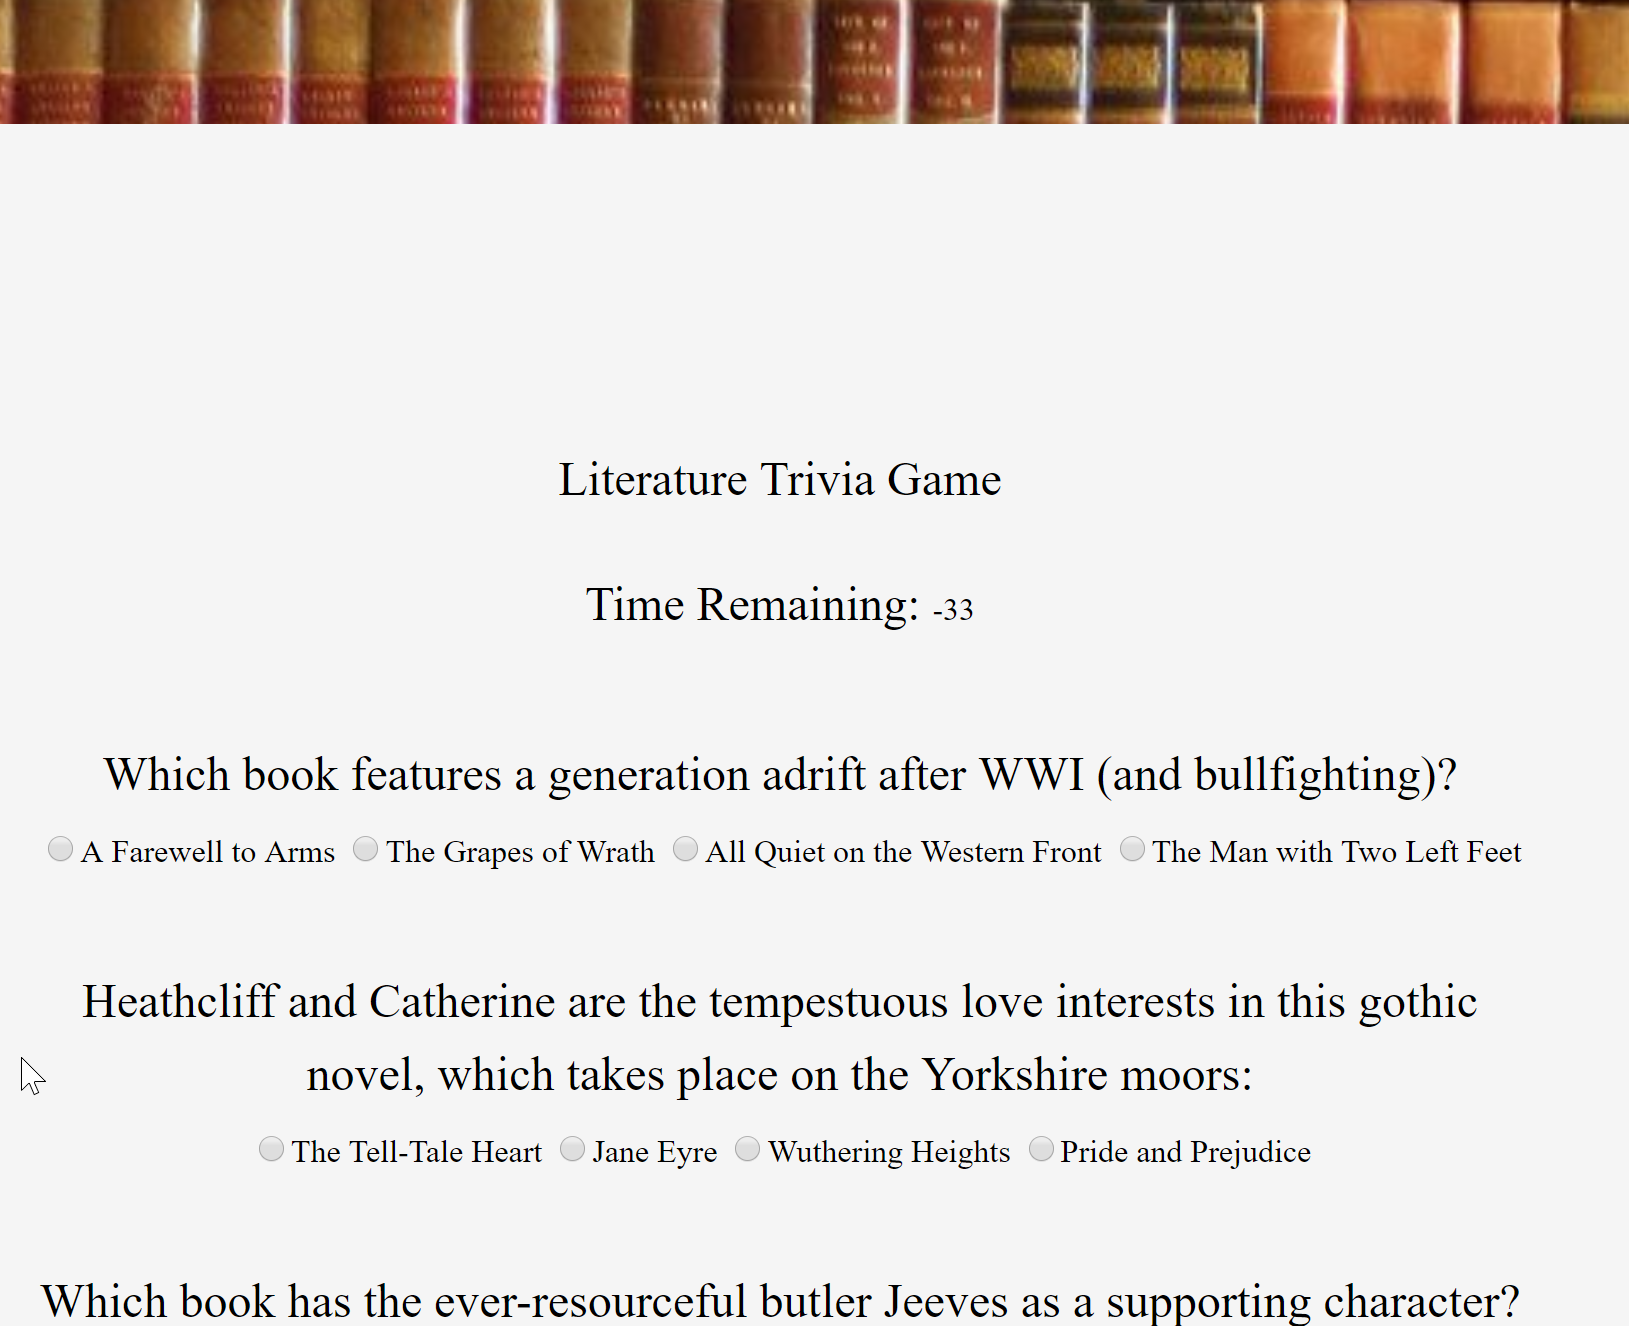 Literature Trivia Game
Time Remaining: -33
Which book features a generation adrift after WWI (and bullfighting)?
A Farewell to Arms The Grapes of Wrath All Quiet on the Western Front The Man with Two Left Feet
Heathcliff and Catherine are the tempestuous love interests in this gothic
novel, which takes place on the Yorkshire moors:
The Tell-Tale Heart Jane Eyre Wuthering Heights Pride and Prejudice
Which book has the ever-resourceful butler Jeeves as a supporting character?